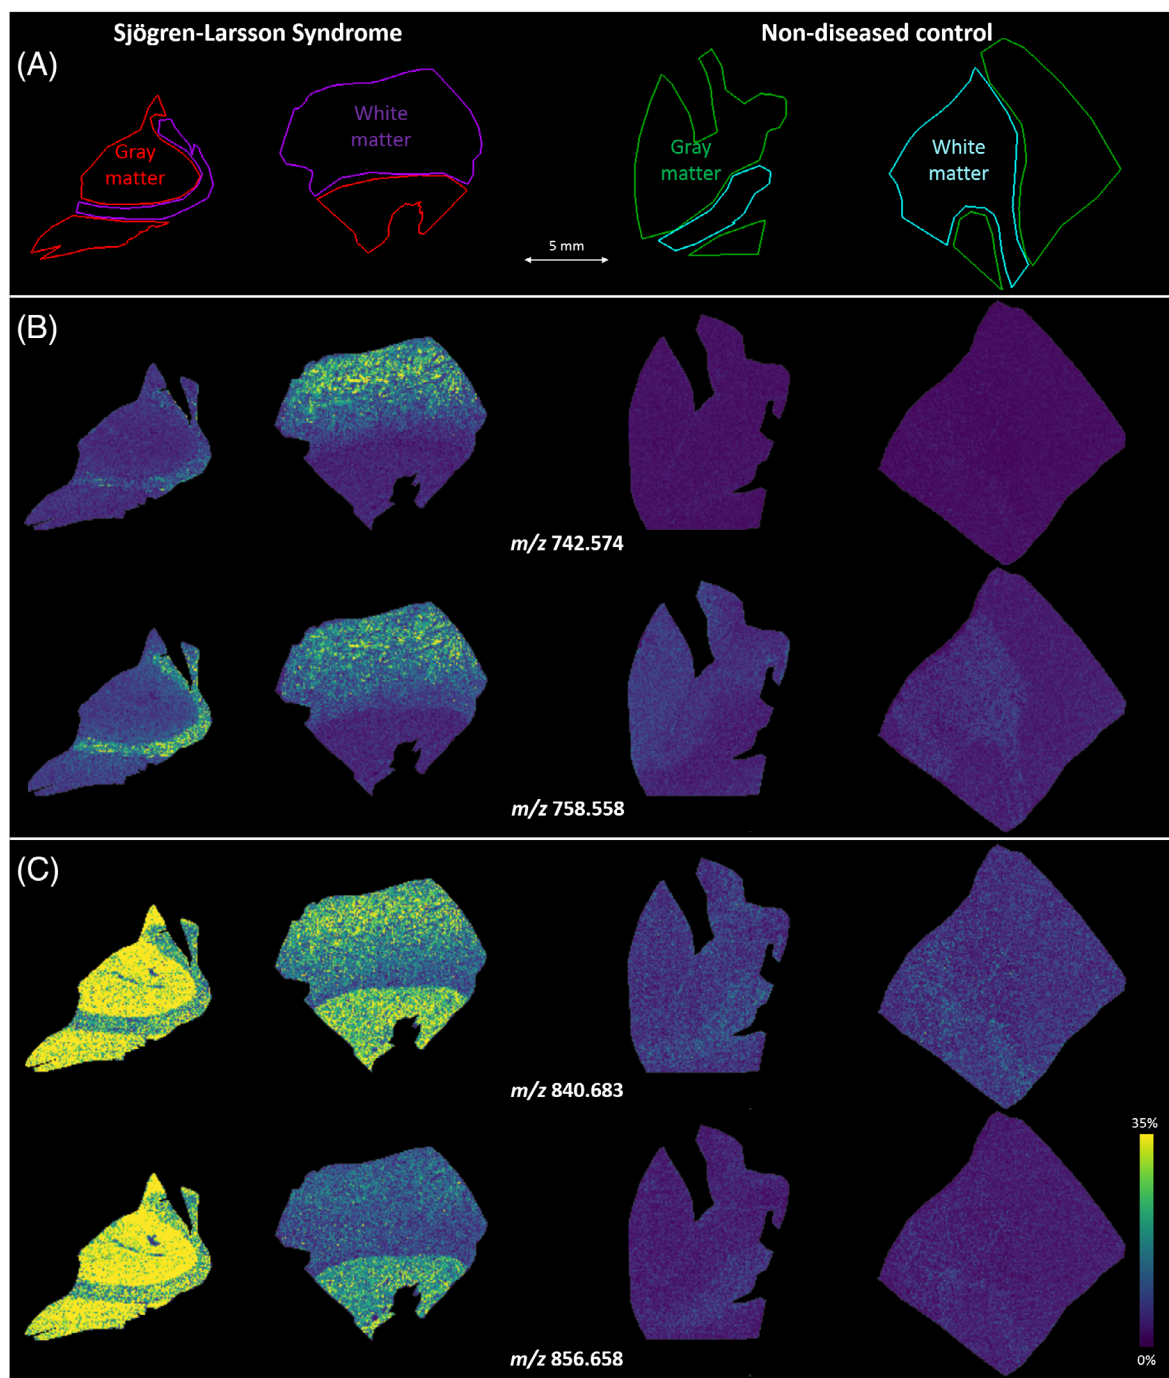 Sjögren-Larsson Syndrome
Non-diseased control
(A)
Gray
matter
White
matter
Gray
matter
White
matter
5 mm
(B)
m/z 742.574
m/z 758.558
(C)
m/z 840.683
35%
m/z 856.658
0%